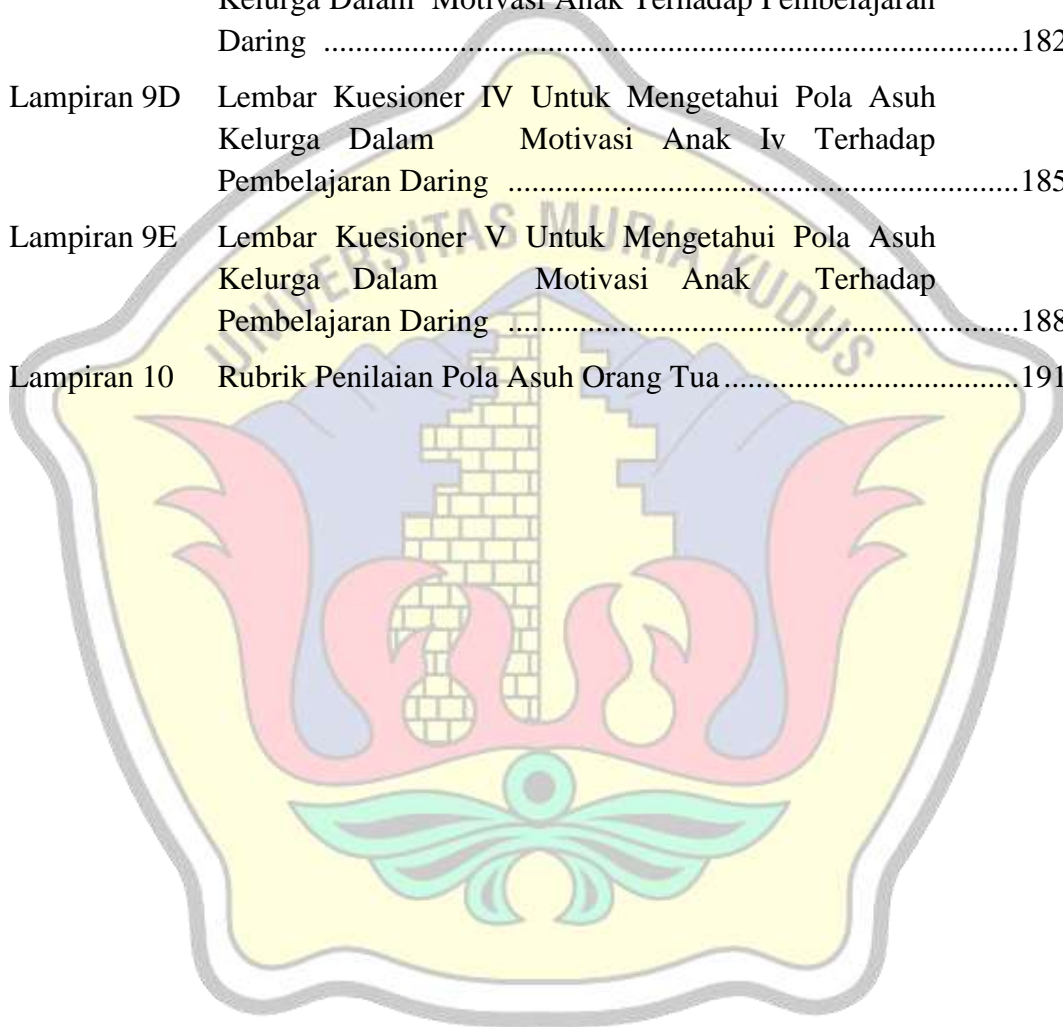 Kelurga Dalam Motivasi Anak Terhadap Pembelajaran
Daring ......................................................................182
Lampiran 9D Lembar Kuesioner IV Untuk Mengetahui Pola Asuh
Kelurga Dalam Motivasi Anak Iv Terhadap
Pembelajaran Daring ...................................................185
Lampiran 9E Lembar Kuesioner V Untuk Mengetahui Pola Asuh
Kelurga Dalam Motivasi Anak Terhadap
Pembelajaran Daring ...................................................188
Lampiran 10 Rubrik Penilaian Pola Asuh Orang Tua..............................191
UNIVERSITAS MURIA KUDUS